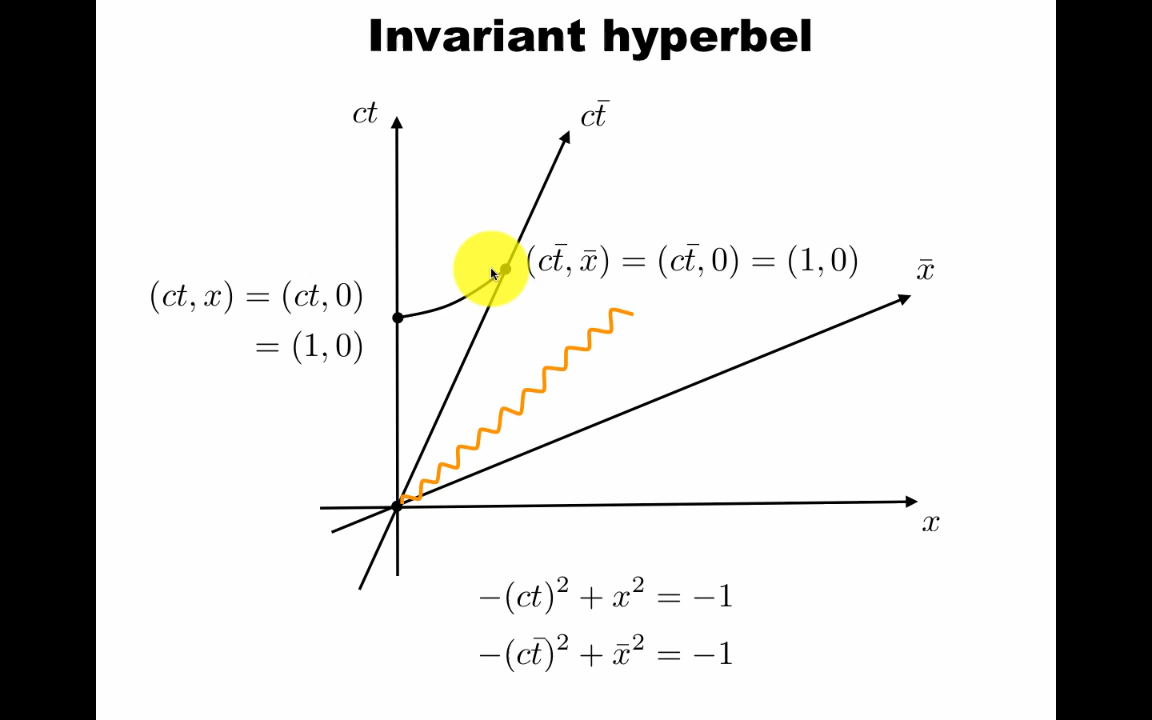 Invariant hyperbel
ct
ct̄
(ct̄, x̄) = (ct̄, 0) = (1, 0)
x̄
(ct, x) = (ct, 0)
= (1, 0)
x
−(ct)² + x² = −1
−(ct̄)² + x̄² = −1